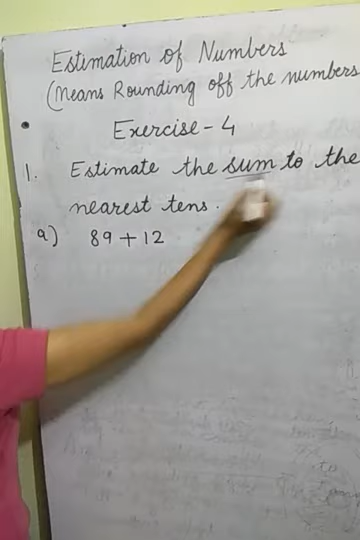 Estimation of Numbers
(Means Rounding off the numbers
Exercise-4
1. Estimate the sum to the
nearest tens.
a) 89+12